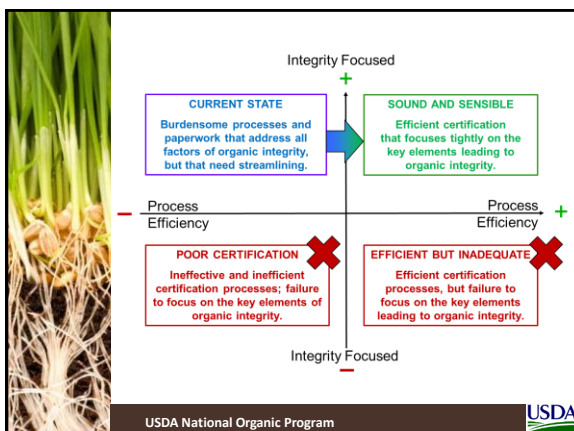 Integrity Focused
+
CURRENT STATE
Burdensome processes and
paperwork that address all
factors of organic integrity,
but that need streamlining.
SOUND AND SENSIBLE
Efficient certification
that focuses tightly on the
key elements leading to
organic integrity.
Process
Efficiency
–
Process
Efficiency
+
POOR CERTIFICATION
Ineffective and inefficient
certification processes; failure
to focus on the key elements of
organic integrity.
EFFICIENT BUT INADEQUATE
Efficient certification
processes, but failure to
focus on the key elements
leading to organic integrity.
Integrity Focused
–
USDA National Organic Program
USDA